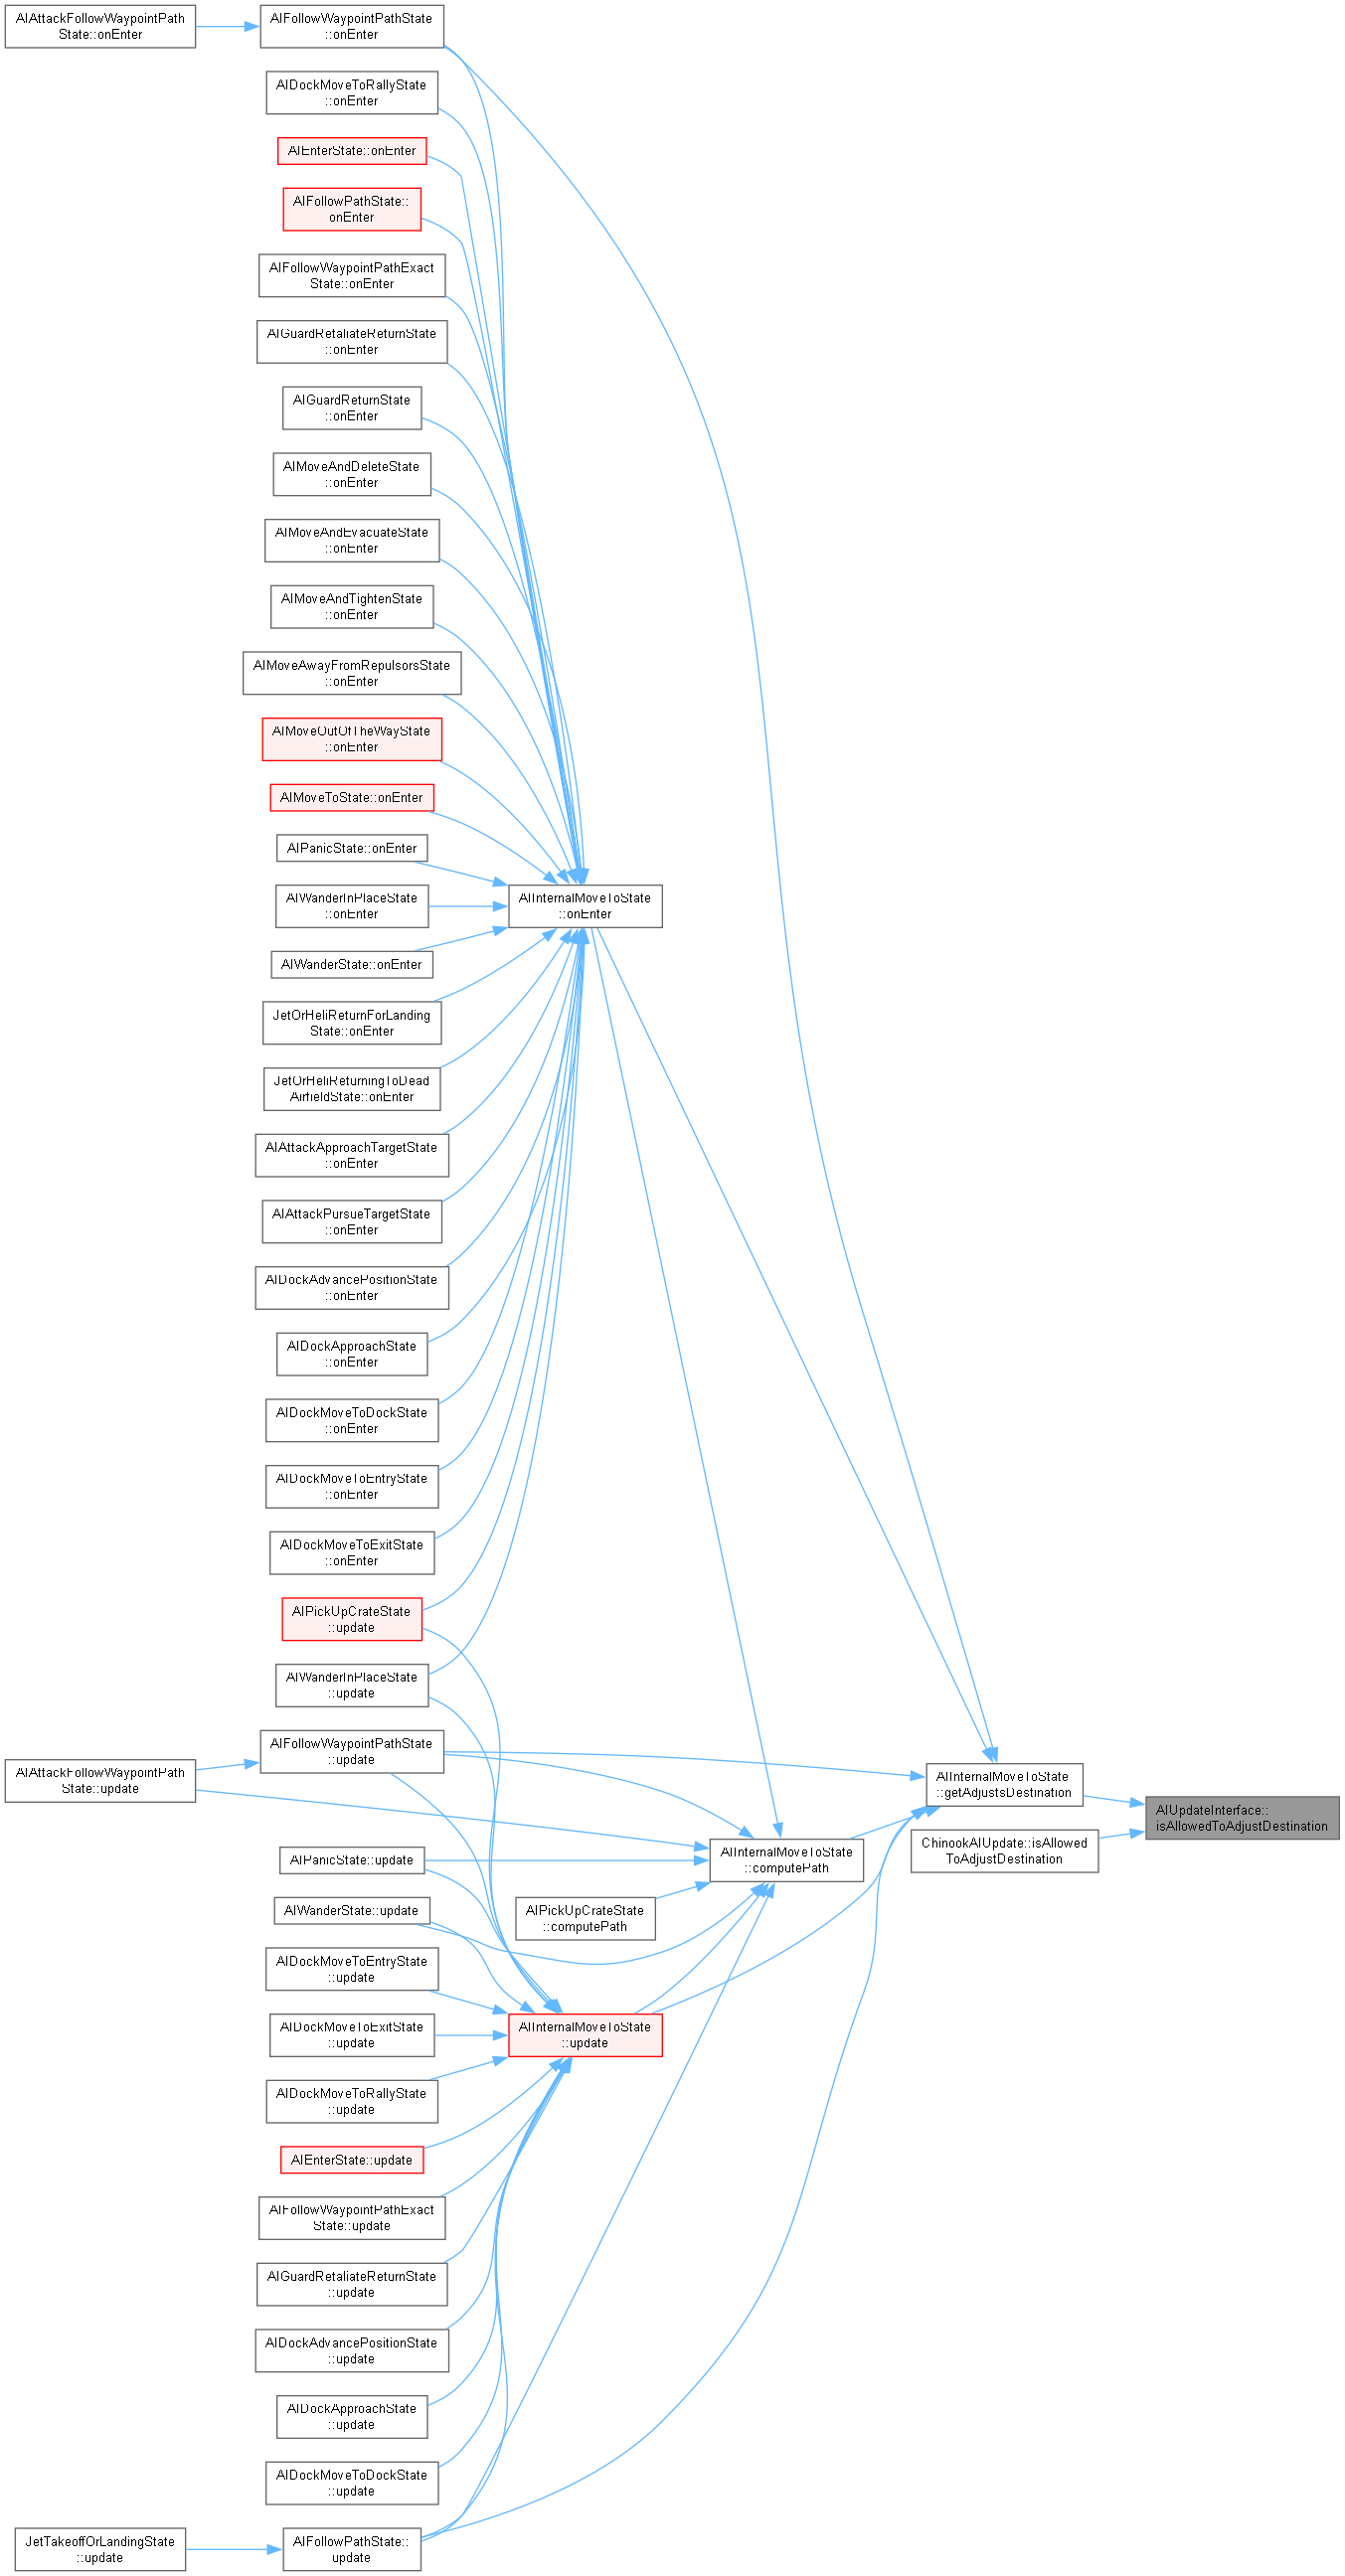 AIAttackFollowWaypointPath
State::onEnter
AIFollowWaypointPathState
::onEnter
AIDockMoveToRallyState
::onEnter
AIEnterState::onEnter
AIFollowPathState::
onEnter
AIFollowWaypointPathExact
State::onEnter
AIGuardRetaliateReturnState
::onEnter
AIGuardReturnState
::onEnter
AIMoveAndDeleteState
::onEnter
AIMoveAndEvacuateState
::onEnter
AIMoveAndTightenState
::onEnter
AIMoveAwayFromRepulsorsState
::onEnter
AIMoveOutOfTheWayState
::onEnter
AIMoveToState::onEnter
AIPanicState::onEnter
AIWanderInPlaceState
::onEnter
AIInternalMoveToState
::onEnter
AIWanderState::onEnter
JetOrHeliReturnForLanding
State::onEnter
JetOrHeliReturningToDead
AirfieldState::onEnter
AIAttackApproachTargetState
::onEnter
AIAttackPursueTargetState
::onEnter
AIDockAdvancePositionState
::onEnter
AIDockApproachState
::onEnter
AIDockMoveToDockState
::onEnter
AIDockMoveToEntryState
::onEnter
AIDockMoveToExitState
::onEnter
AIPickUpCrateState
::update
AIWanderInPlaceState
::update
AIFollowWaypointPathState
::update
AIAttackFollowWaypointPath
State::update
AIInternalMoveToState
::getAdjustsDestination
AIUpdateInterface::
isAllowedToAdjustDestination
ChinookAIUpdate::isAllowed
ToAdjustDestination
AIInternalMoveToState
::computePath
AIPanicState::update
AIPickUpCrateState
::computePath
AIWanderState::update
AIDockMoveToEntryState
::update
AIDockMoveToExitState
::update
AIInternalMoveToState
::update
AIDockMoveToRallyState
::update
AIEnterState::update
AIFollowWaypointPathExact
State::update
AIGuardRetaliateReturnState
::update
AIDockAdvancePositionState
::update
AIDockApproachState
::update
AIDockMoveToDockState
::update
JetTakeoffOrLandingState
::update
AIFollowPathState::
update